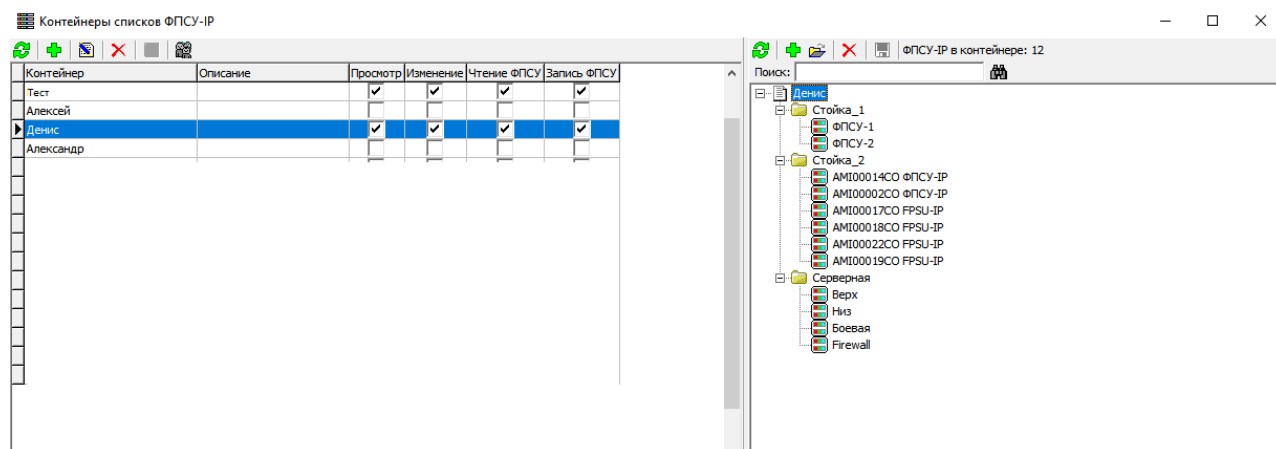 Контейнеры списков ФПСУ-IP
ФПСУ-IP в контейнере: 12
Поиск:
Контейнер Описание Просмотр Изменение Чтение ФПСУ Запись ФПСУ
Тест
Алексей
Денис
Александр
Денис
Стойка_1
ФПСУ-1
ФПСУ-2
Стойка_2
AMI00014CO ФПСУ-IP
AMI00002CO ФПСУ-IP
AMI00017CO FPSU-IP
AMI00018CO FPSU-IP
AMI00022CO FPSU-IP
AMI00019CO FPSU-IP
Серверная
Верх
Низ
Боевая
Firewall